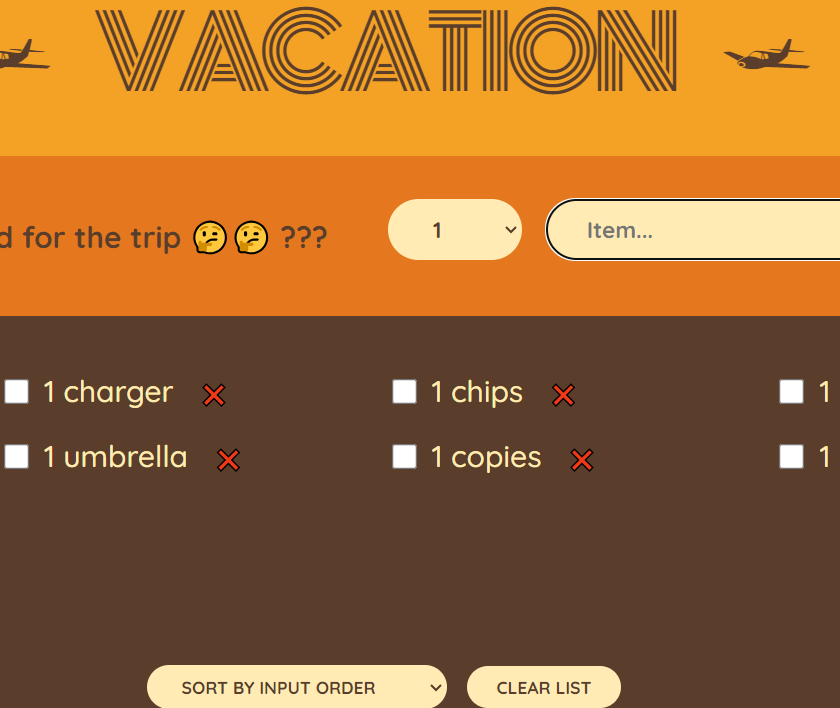 VACATION
d for the trip 🤔🤔 ???
1
Item...
1 charger
1 chips
1
1 umbrella
1 copies
1
SORT BY INPUT ORDER
CLEAR LIST